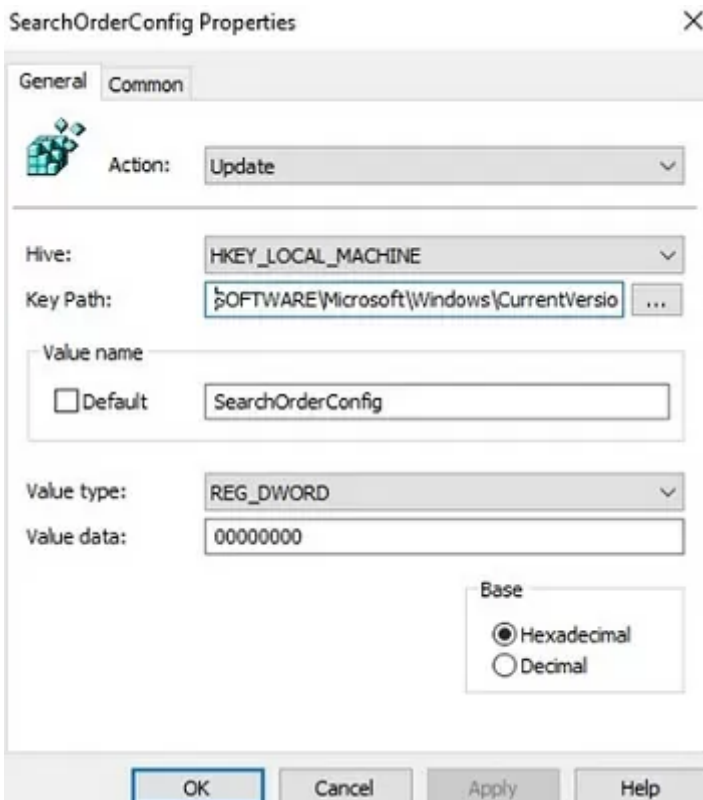 SearchOrderConfig Properties
General Common
Action: Update
Hive: HKEY_LOCAL_MACHINE
Key Path: SOFTWARE\Microsoft\Windows\CurrentVersio ...
Value name
Default SearchOrderConfig
Value type: REG_DWORD
Value data: 00000000
Base
Hexadecimal
Decimal
OK Cancel Apply Help